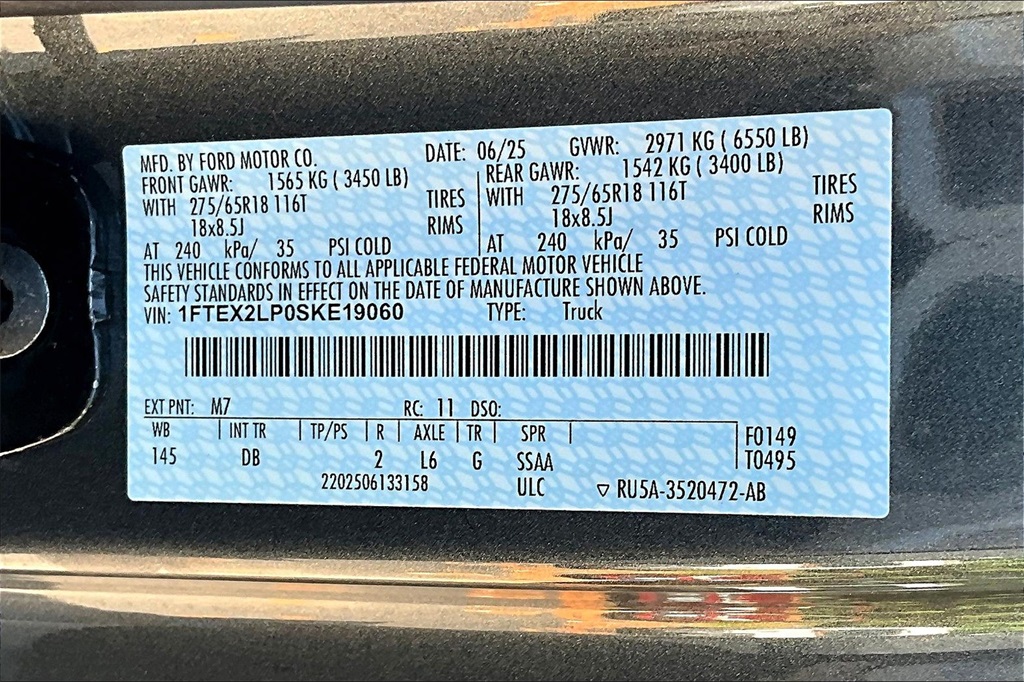 MFD. BY FORD MOTOR CO. DATE: 06/25 GVWR: 2971 KG ( 6550 LB)
FRONT GAWR: 1565 KG ( 3450 LB) REAR GAWR: 1542 KG ( 3400 LB)
WITH 275/65R18 116T TIRES WITH 275/65R18 116T TIRES
18x8.5J RIMS 18x8.5J RIMS
AT 240 kPa/ 35 PSI COLD AT 240 kPa/ 35 PSI COLD
THIS VEHICLE CONFORMS TO ALL APPLICABLE FEDERAL MOTOR VEHICLE
SAFETY STANDARDS IN EFFECT ON THE DATE OF MANUFACTURE SHOWN ABOVE.
VIN: 1FTEX2LP0SKE19060 TYPE: Truck
EXT PNT: M7 RC: 11 DSO:
WB INT TR TP/PS R AXLE TR SPR F0149
145 DB 2 L6 G SSAA T0495
2202506133158 ULC ▽ RU5A-3520472-AB